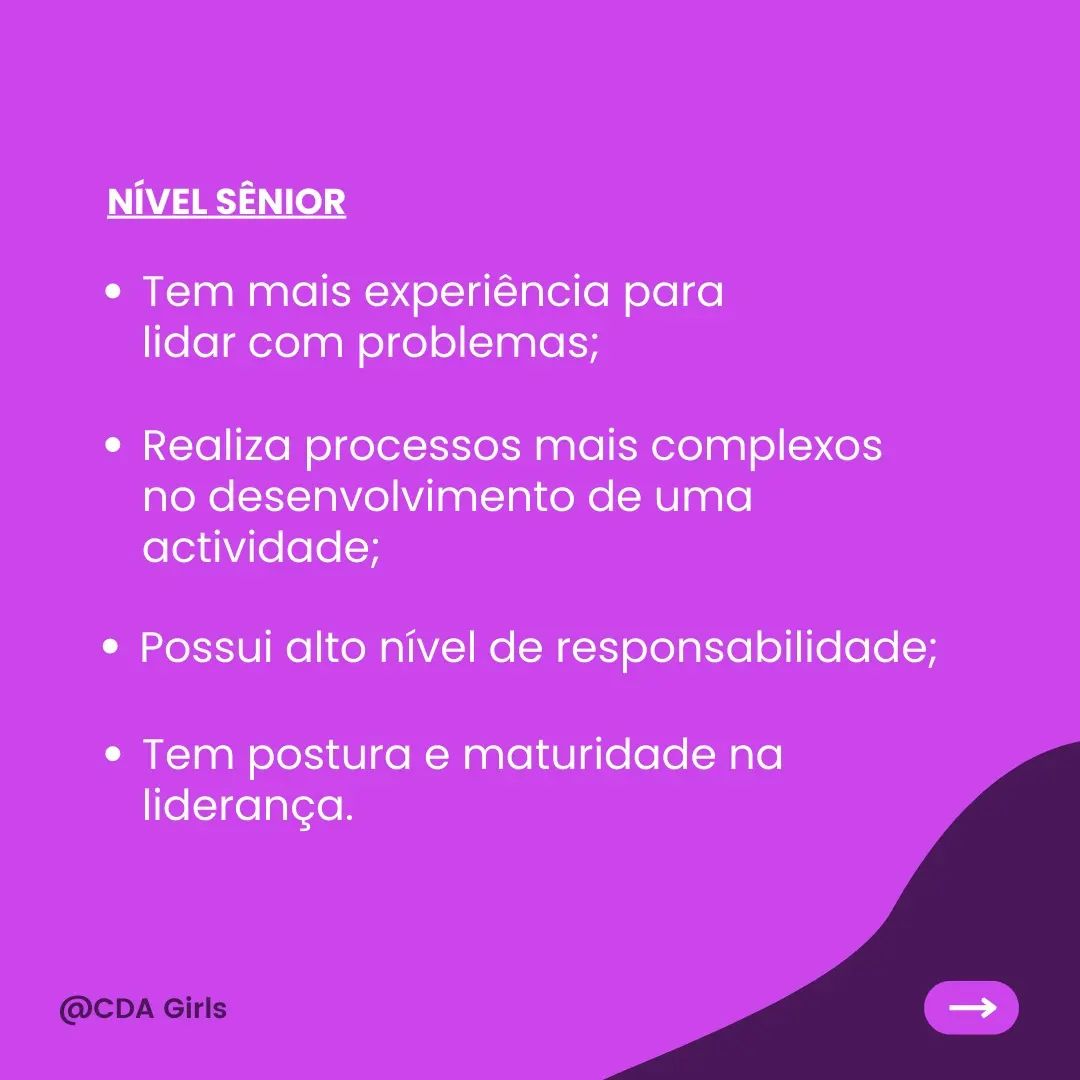 NÍVEL SÊNIOR
• Tem mais experiência para
lidar com problemas;
• Realiza processos mais complexos
no desenvolvimento de uma
actividade;
• Possui alto nível de responsabilidade;
• Tem postura e maturidade na
liderança.
@CDA Girls